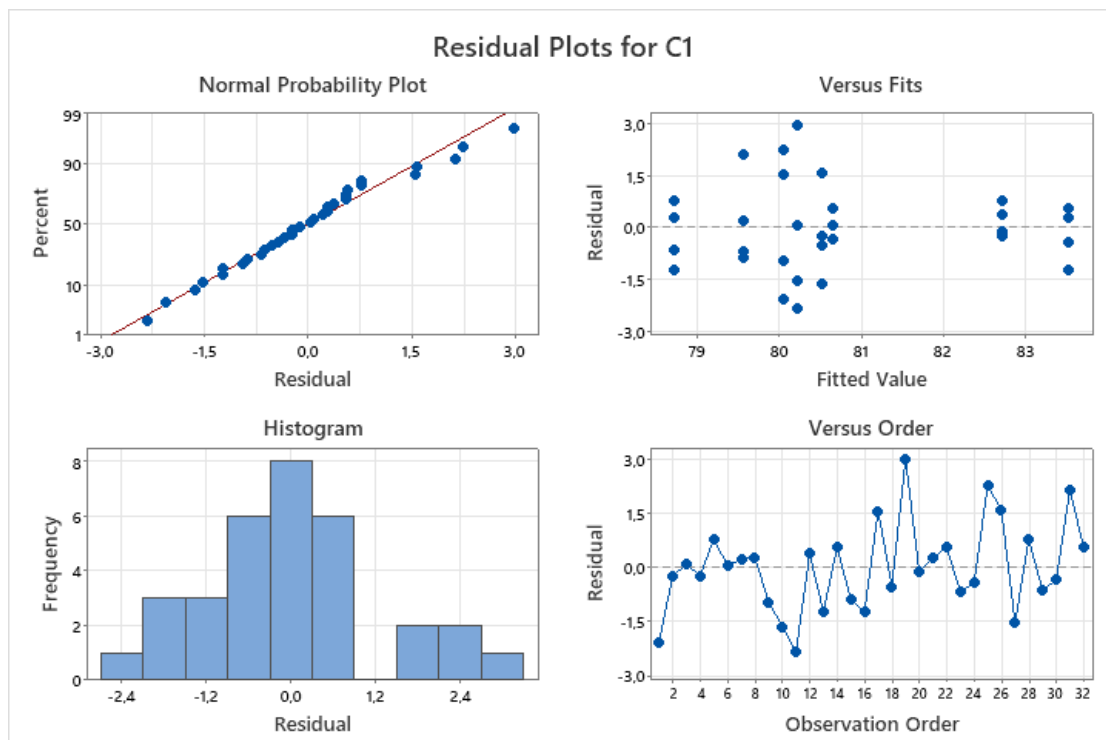 Residual Plots for C1
Normal Probability Plot
99
90
50
10
1
Percent
-3,0 -1,5 0,0 1,5 3,0
Residual
Versus Fits
3,0
1,5
0,0
-1,5
-3,0
Residual
79 80 81 82 83
Fitted Value
Histogram
8
6
4
2
0
Frequency
-2,4 -1,2 0,0 1,2 2,4
Residual
Versus Order
3,0
1,5
0,0
-1,5
-3,0
Residual
2 4 6 8 10 12 14 16 18 20 22 24 26 28 30 32
Observation Order